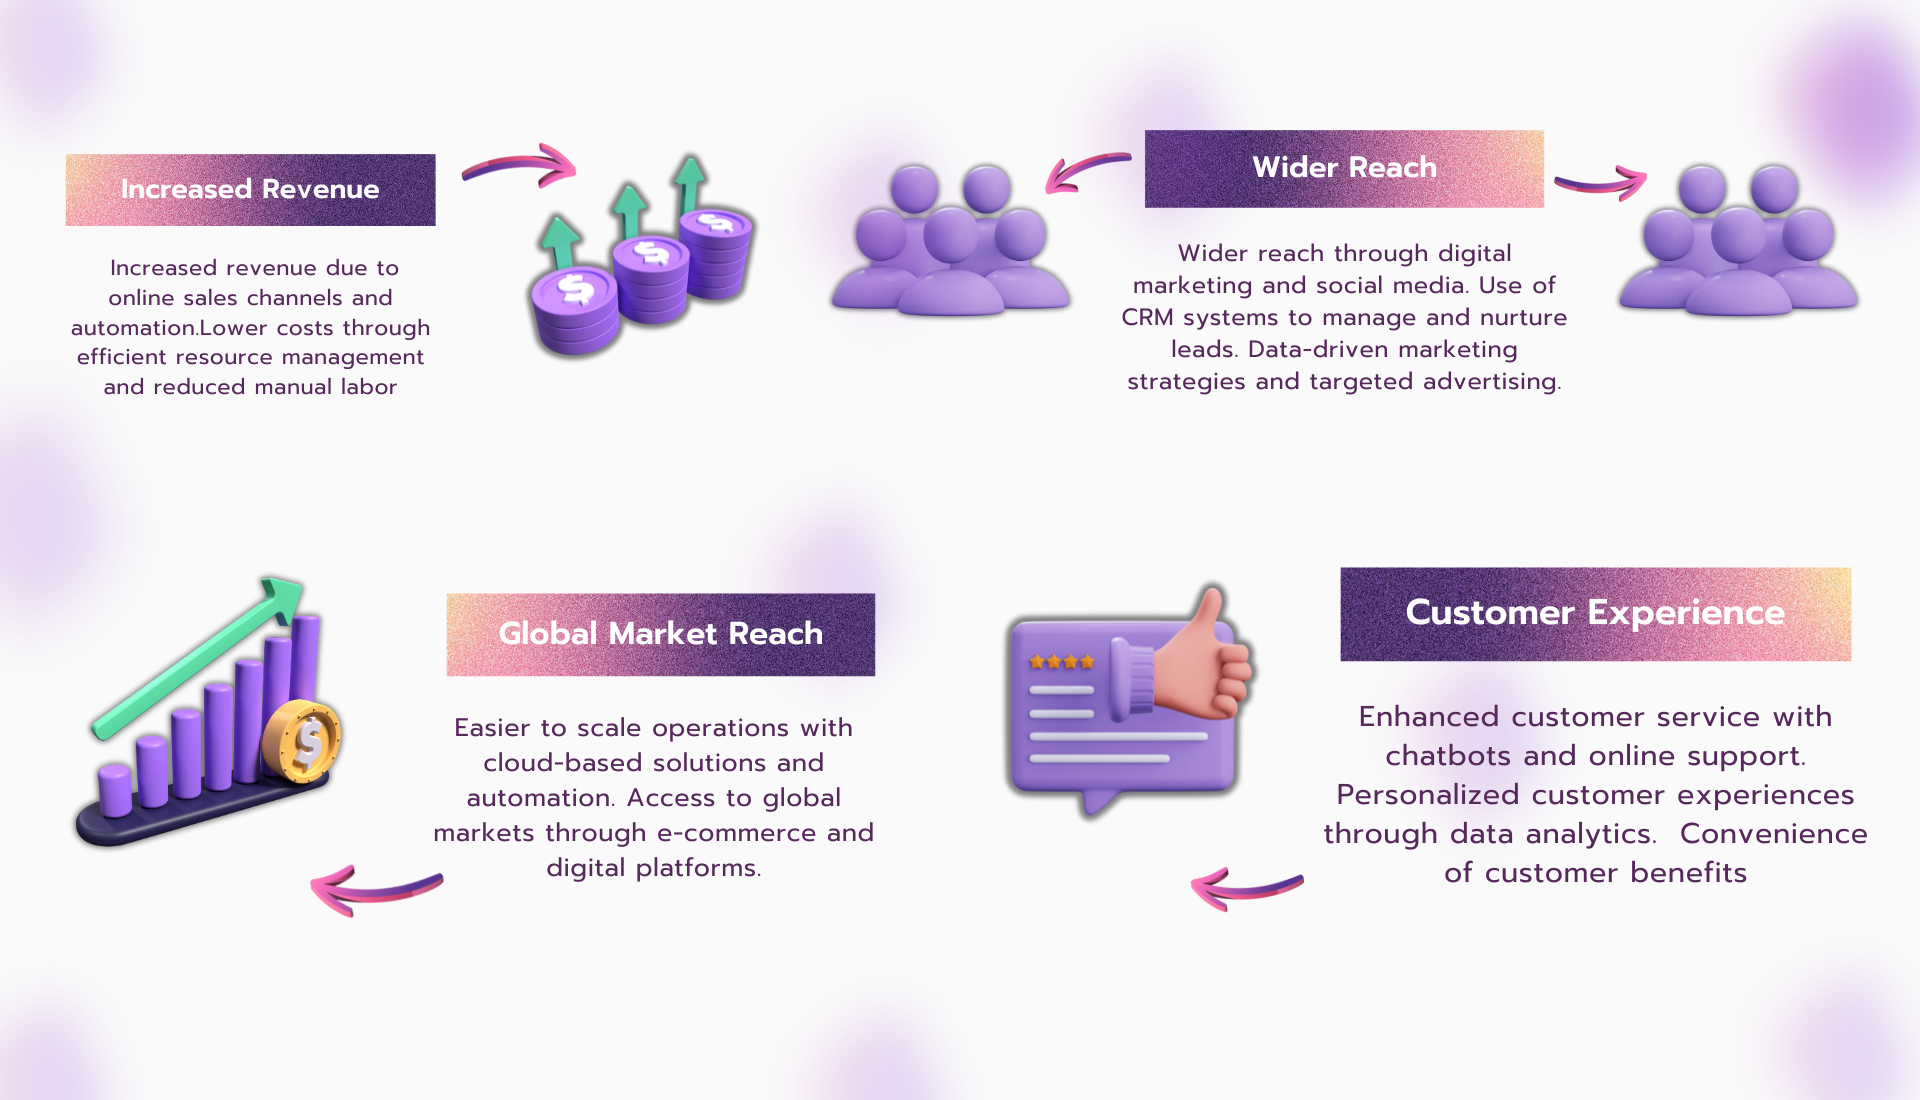 Increased Revenue
Increased revenue due to
online sales channels and
automation.Lower costs through
efficient resource management
and reduced manual labor
Wider Reach
Wider reach through digital
marketing and social media. Use of
CRM systems to manage and nurture
leads. Data-driven marketing
strategies and targeted advertising.
Global Market Reach
Easier to scale operations with
cloud-based solutions and
automation. Access to global
markets through e-commerce and
digital platforms.
Customer Experience
Enhanced customer service with
chatbots and online support.
Personalized customer experiences
through data analytics.  Convenience
of customer benefits